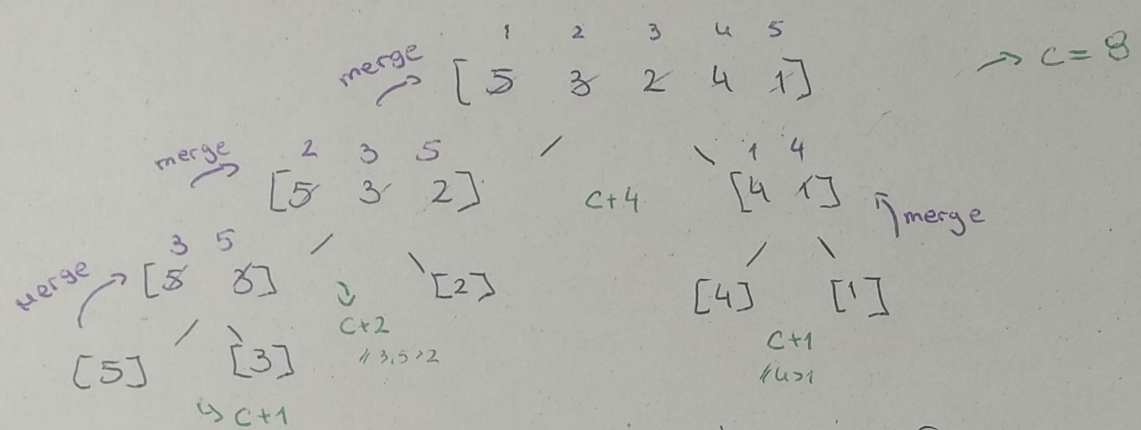 1 2 3 4 5
merge [5 3 2 4 1] → c = 8
merge 2 3 5 1 4
[5 3 2] c+4 [4 1] merge
3 5
merge [5 3] [2] [4] [1]
c+2 c+1
[5] [3] // 3,5>2 // 4>1
↳ c+1